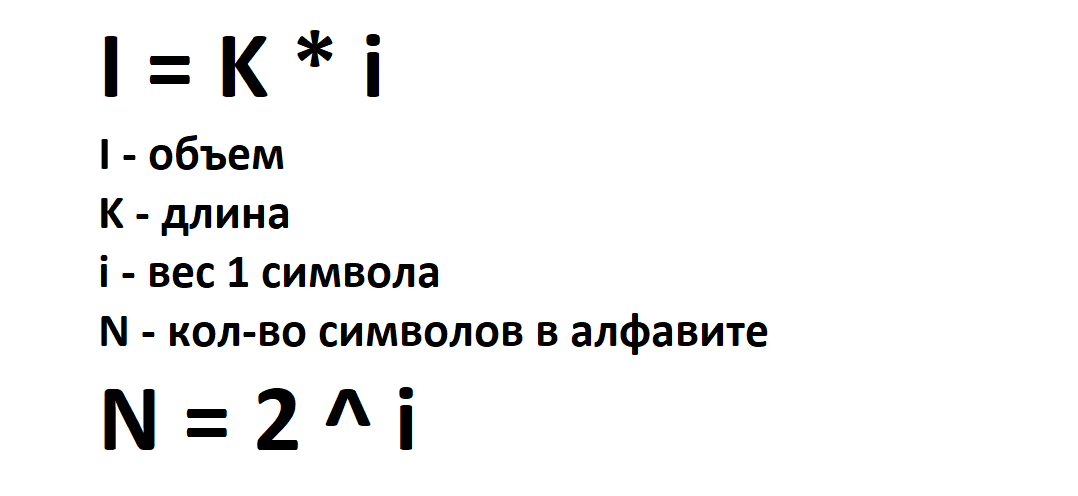 I = K * i
I - объем
K - длина
i - вес 1 символа
N - кол-во символов в алфавите
N = 2 ^ i